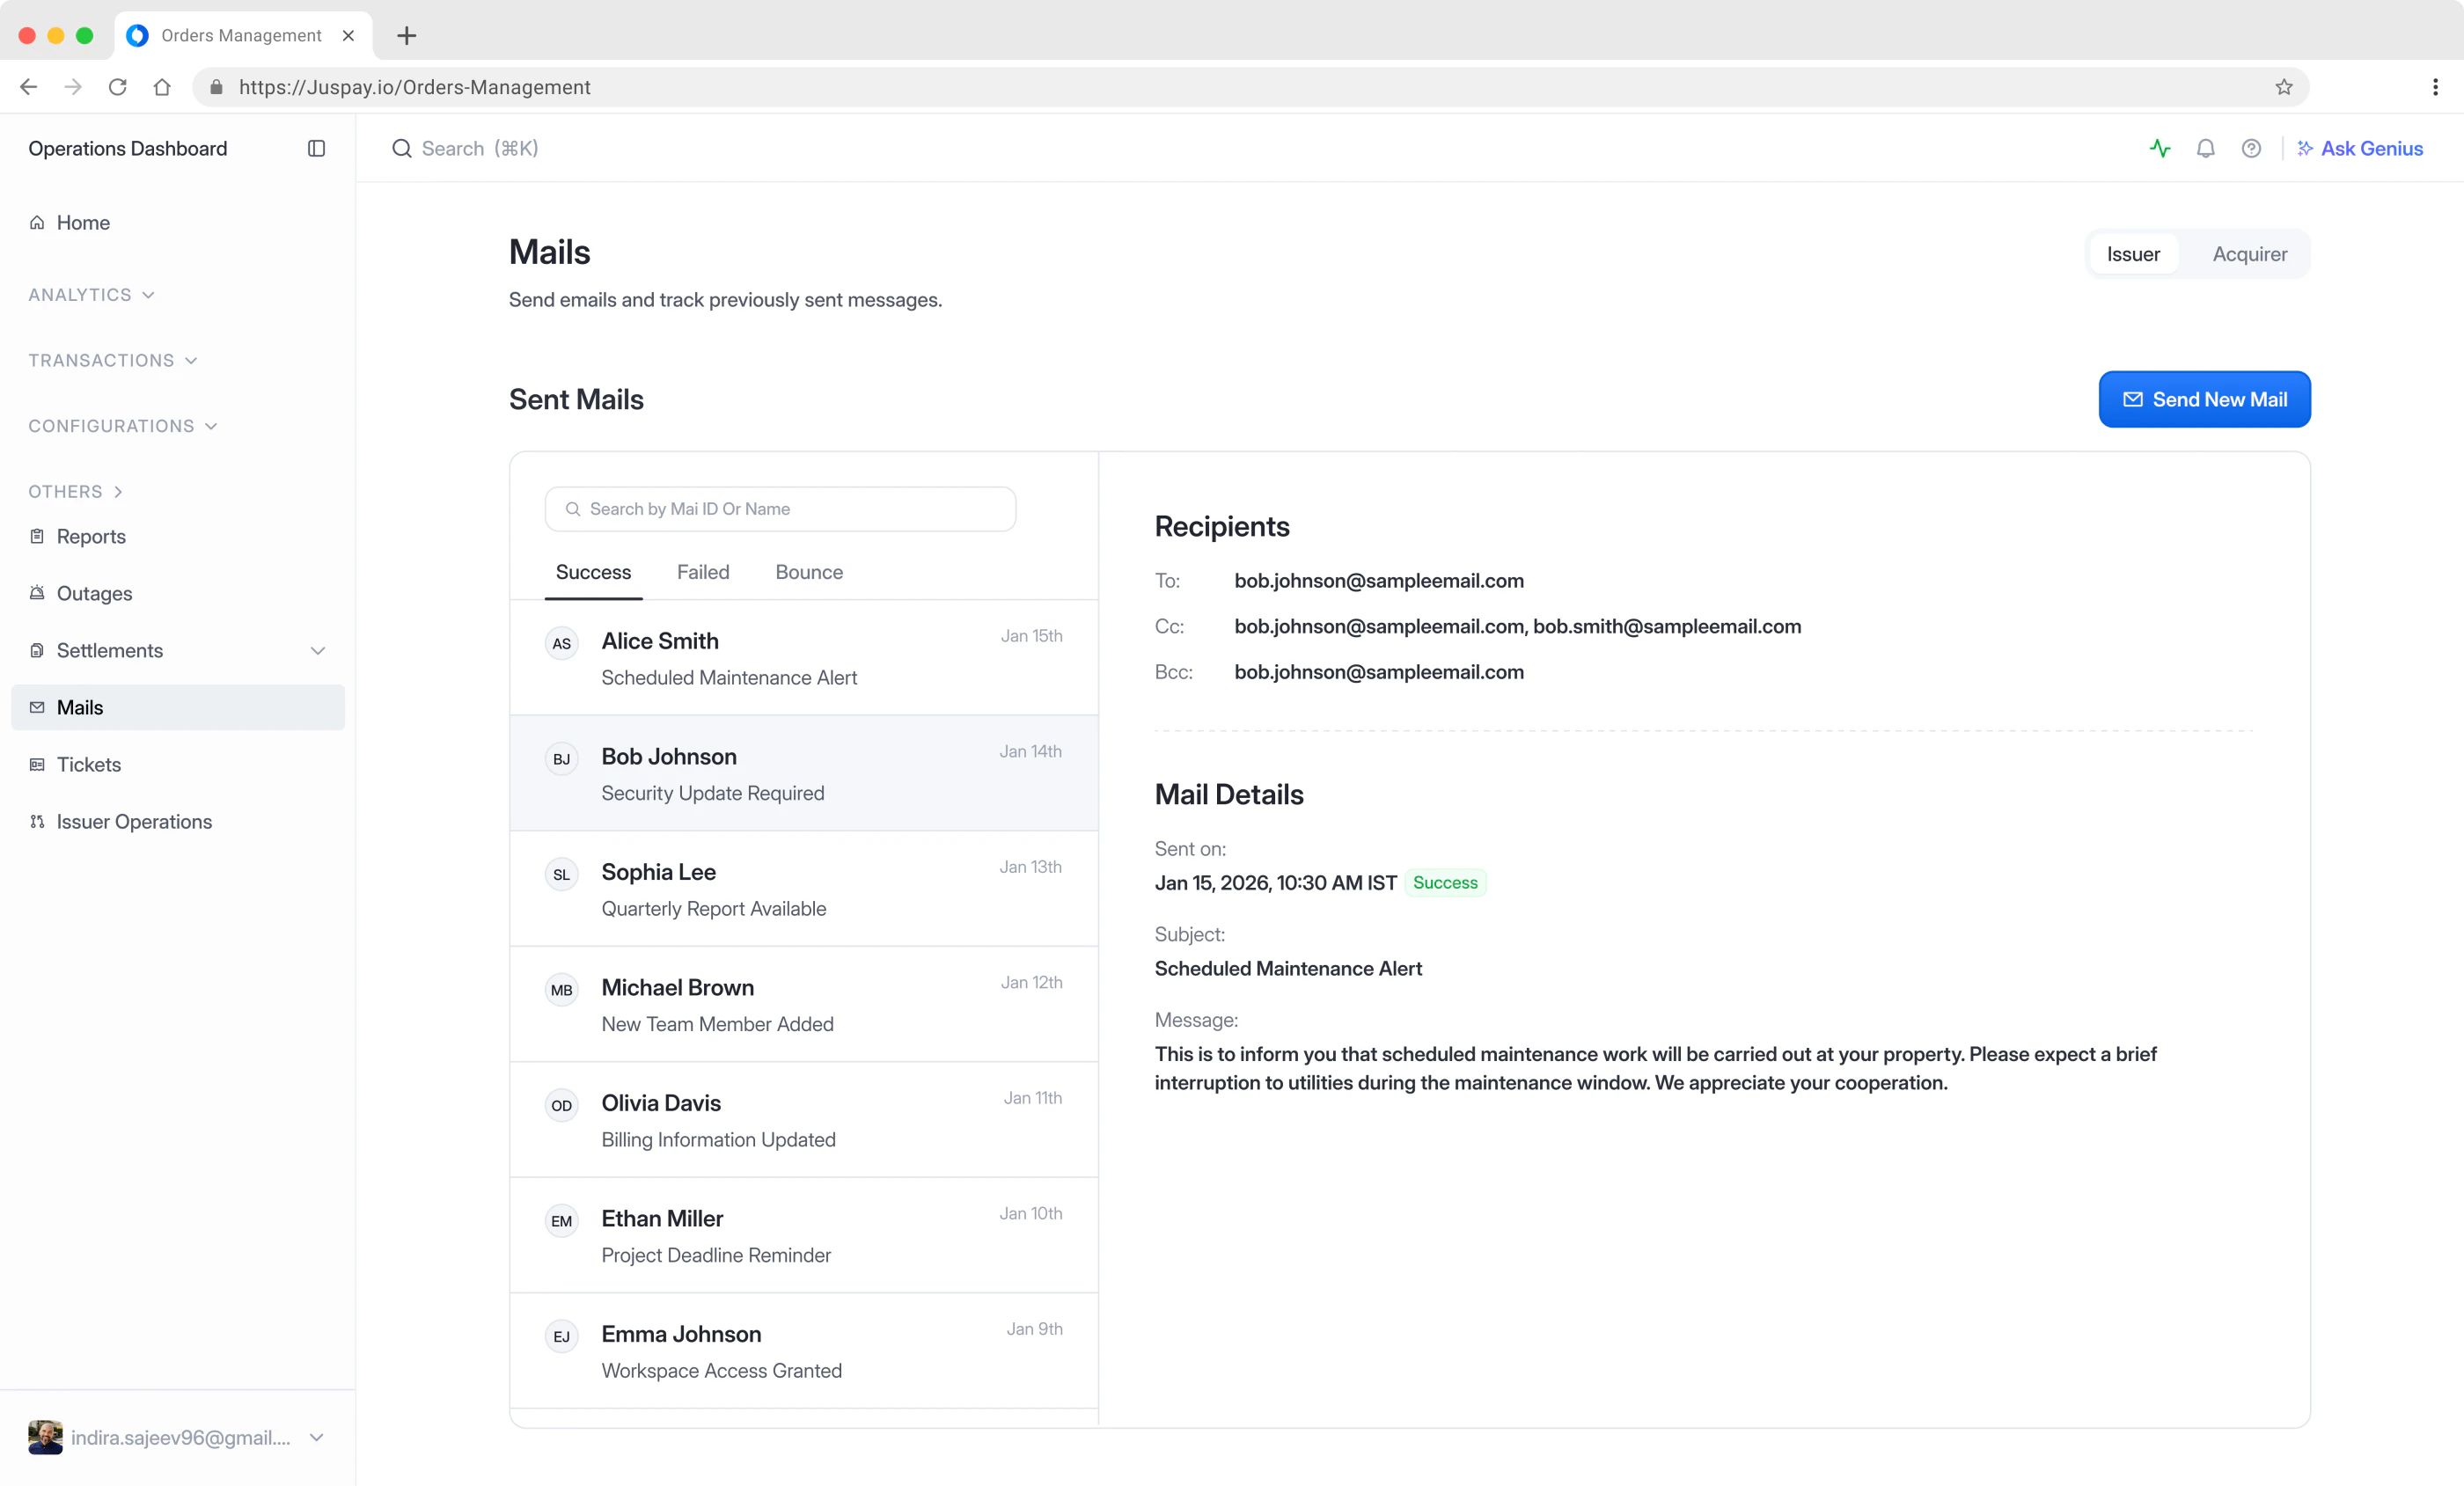 Orders Management
https://Juspay.io/Orders-Management
Operations Dashboard
Search (⌘K)
Ask Genius
Home
ANALYTICS
TRANSACTIONS
CONFIGURATIONS
OTHERS
Reports
Outages
Settlements
Mails
Tickets
Issuer Operations
indira.sajeev96@gmail....
Mails
Issuer
Acquirer
Send emails and track previously sent messages.
Sent Mails
Send New Mail
Search by Mai ID Or Name
Success
Failed
Bounce
AS
Alice Smith
Jan 15th
Scheduled Maintenance Alert
BJ
Bob Johnson
Jan 14th
Security Update Required
SL
Sophia Lee
Jan 13th
Quarterly Report Available
MB
Michael Brown
Jan 12th
New Team Member Added
OD
Olivia Davis
Jan 11th
Billing Information Updated
EM
Ethan Miller
Jan 10th
Project Deadline Reminder
EJ
Emma Johnson
Jan 9th
Workspace Access Granted
Recipients
To: bob.johnson@sampleemail.com
Cc: bob.johnson@sampleemail.com, bob.smith@sampleemail.com
Bcc: bob.johnson@sampleemail.com
Mail Details
Sent on:
Jan 15, 2026, 10:30 AM IST Success
Subject:
Scheduled Maintenance Alert
Message:
This is to inform you that scheduled maintenance work will be carried out at your property. Please expect a brief
interruption to utilities during the maintenance window. We appreciate your cooperation.